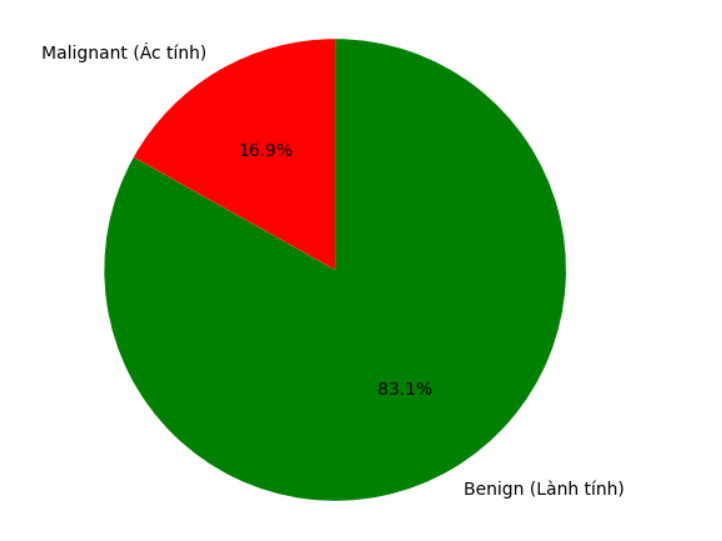 Malignant (Ác tính)
16.9%
83.1%
Benign (Lành tính)